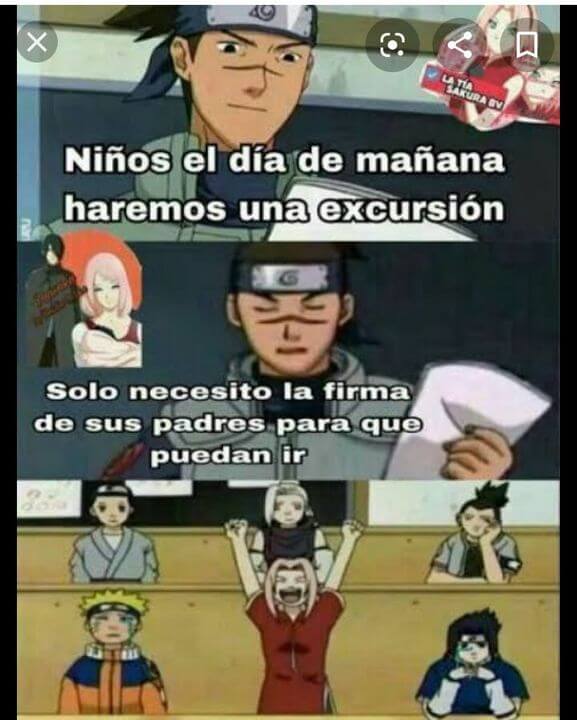 LA TÍA
SAKURA BV
Niños el día de mañana
haremos una excursión
Solo necesito la firma
de sus padres para que
puedan ir